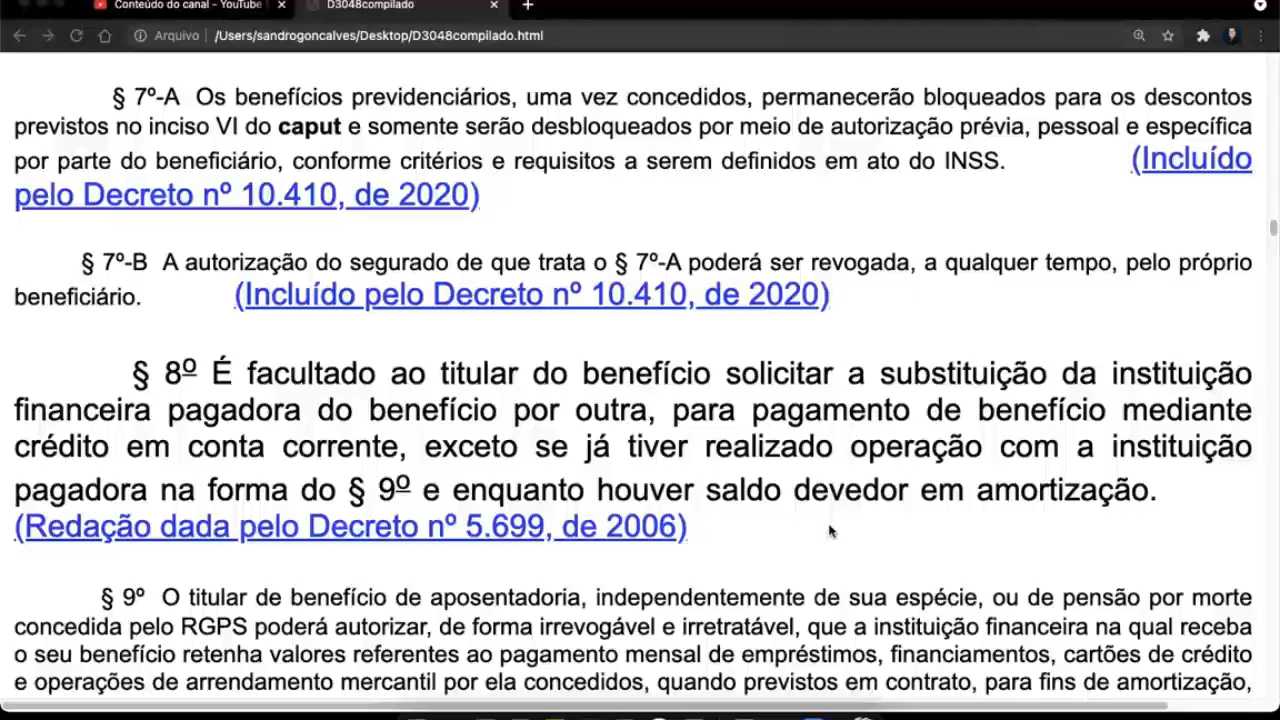 Conteúdo do canal - YouTube
D3048compilado
Arquivo | /Users/sandrogoncalves/Desktop/D3048compilado.html
§ 7º-A Os benefícios previdenciários, uma vez concedidos, permanecerão bloqueados para os descontos
previstos no inciso VI do caput e somente serão desbloqueados por meio de autorização prévia, pessoal e específica
por parte do beneficiário, conforme critérios e requisitos a serem definidos em ato do INSS. (Incluído
pelo Decreto nº 10.410, de 2020)
§ 7º-B A autorização do segurado de que trata o § 7º-A poderá ser revogada, a qualquer tempo, pelo próprio
beneficiário. (Incluído pelo Decreto nº 10.410, de 2020)
§ 8º É facultado ao titular do benefício solicitar a substituição da instituição
financeira pagadora do benefício por outra, para pagamento de benefício mediante
crédito em conta corrente, exceto se já tiver realizado operação com a instituição
pagadora na forma do § 9º e enquanto houver saldo devedor em amortização.
(Redação dada pelo Decreto nº 5.699, de 2006)
§ 9º O titular de benefício de aposentadoria, independentemente de sua espécie, ou de pensão por morte
concedida pelo RGPS poderá autorizar, de forma irrevogável e irretratável, que a instituição financeira na qual receba
o seu benefício retenha valores referentes ao pagamento mensal de empréstimos, financiamentos, cartões de crédito
e operações de arrendamento mercantil por ela concedidos, quando previstos em contrato, para fins de amortização,